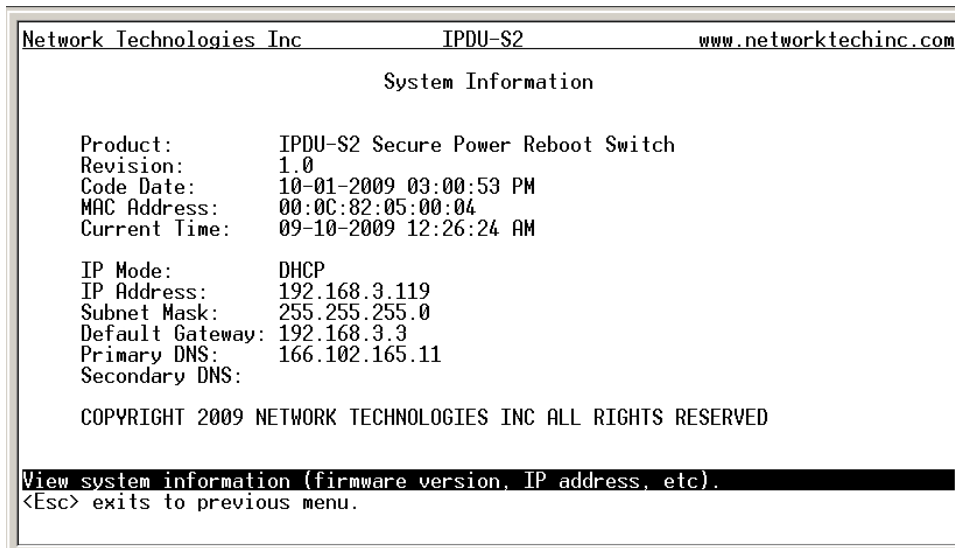 Network Technologies Inc IPDU-S2 www.networktechinc.com
System Information
Product: IPDU-S2 Secure Power Reboot Switch
Revision: 1.0
Code Date: 10-01-2009 03:00:53 PM
MAC Address: 00:0C:82:05:00:04
Current Time: 09-10-2009 12:26:24 AM
IP Mode: DHCP
IP Address: 192.168.3.119
Subnet Mask: 255.255.255.0
Default Gateway: 192.168.3.3
Primary DNS: 166.102.165.11
Secondary DNS:
COPYRIGHT 2009 NETWORK TECHNOLOGIES INC ALL RIGHTS RESERVED
View system information (firmware version, IP address, etc).
<Esc> exits to previous menu.